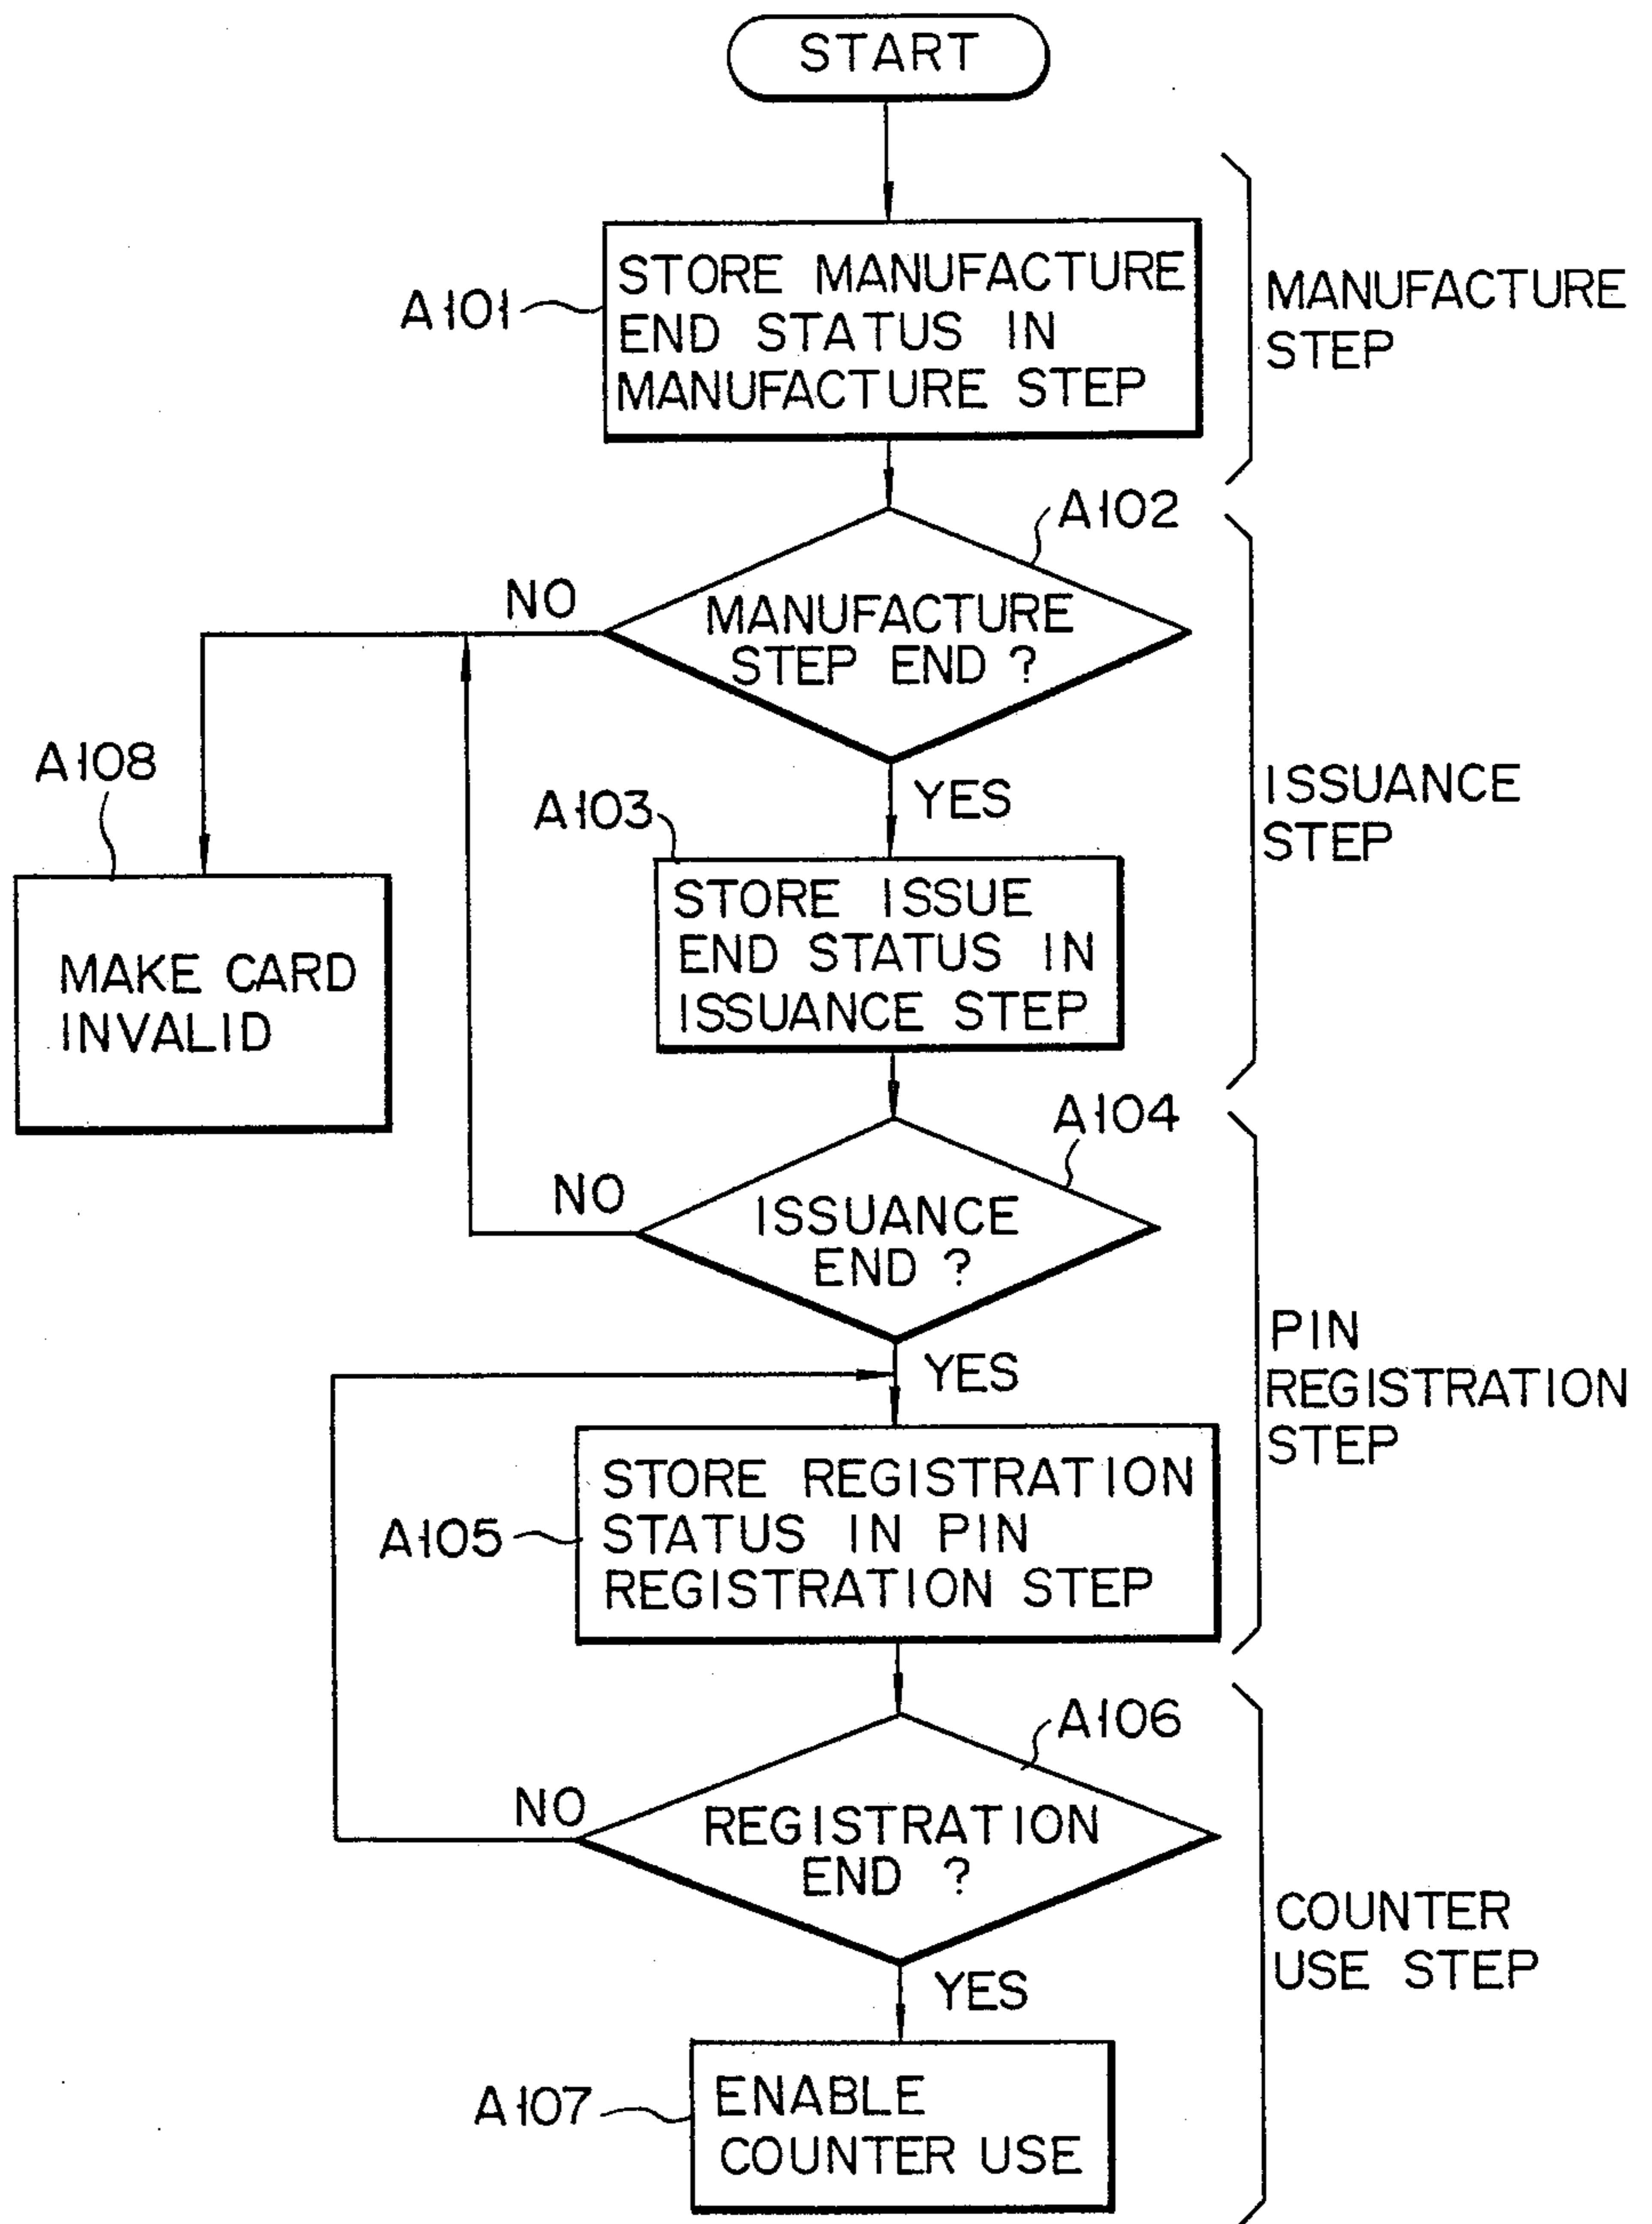 START
A101
STORE MANUFACTURE
END STATUS IN
MANUFACTURE STEP
MANUFACTURE
STEP
A102
NO
MANUFACTURE
STEP END ?
YES
A108
MAKE CARD
INVALID
A103
STORE ISSUE
END STATUS IN
ISSUANCE STEP
ISSUANCE
STEP
A104
NO
ISSUANCE
END ?
YES
PIN
REGISTRATION
STEP
A105
STORE REGISTRATION
STATUS IN PIN
REGISTRATION STEP
A106
NO
REGISTRATION
END ?
YES
COUNTER
USE STEP
A107
ENABLE
COUNTER USE